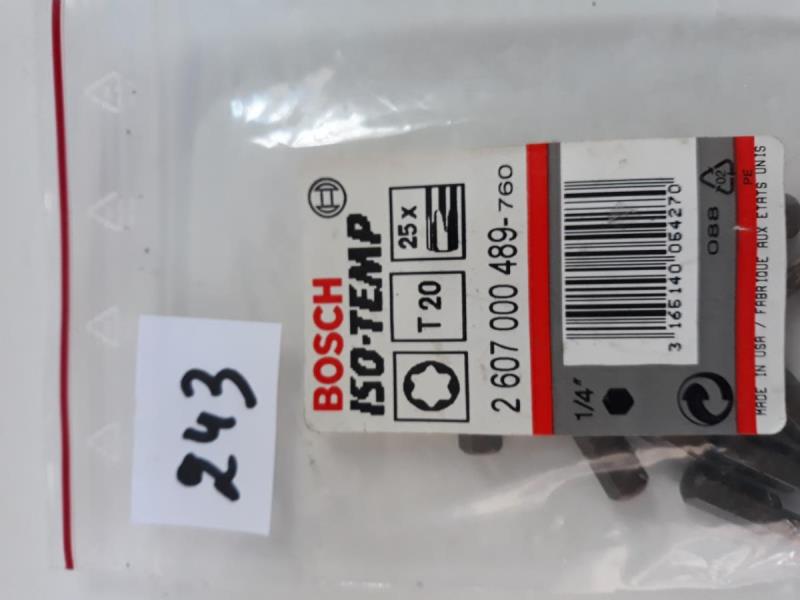 BOSCH
ISO-TEMP
T 20
25 x
2 607 000 489-760
1/4"
3 165140 054270
088
02
PE
MADE IN USA / FABRIQUE AUX ETATS UNIS
243